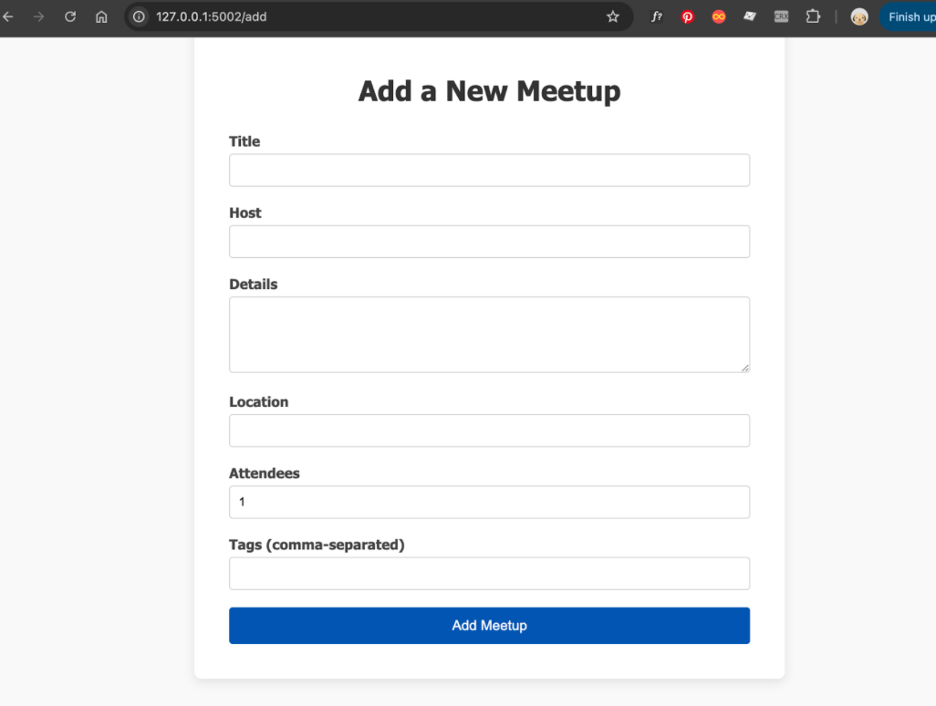 127.0.0.1:5002/add
Finish up
Add a New Meetup
Title
Host
Details
Location
Attendees
1
Tags (comma-separated)
Add Meetup